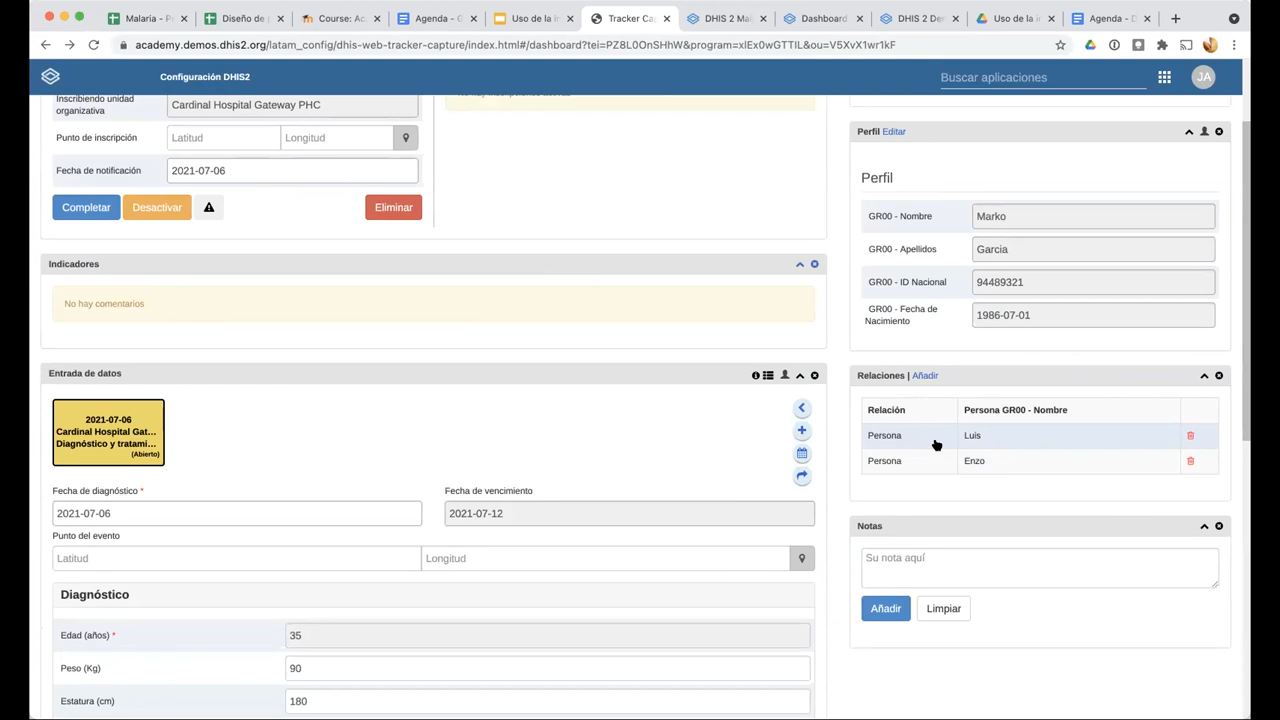 Malaria - P
Diseño de
Course: Ac
Agenda - G
Uso de la i
Tracker Ca
DHIS 2 Ma
Dashboard
DHIS 2 De
Uso de la in
Agenda - D
academy.demos.dhis2.org/latam_config/dhis-web-tracker-capture/index.html#/dashboard?tei=PZ8L0OnSHhW&program=xlEx0wGTTIL&ou=V5XvX1wr1kF
Configuración DHIS2
Buscar aplicaciones
JA
Inscribiendo unidad
organizativa
Cardinal Hospital Gateway PHC
Punto de inscripción
Latitud
Longitud
Fecha de notificación
2021-07-06
Completar
Desactivar
Eliminar
Indicadores
No hay comentarios
Entrada de datos
2021-07-06
Cardinal Hospital Gat...
Diagnóstico y tratami...
(Abierto)
Fecha de diagnóstico *
Fecha de vencimiento
2021-07-06
2021-07-12
Punto del evento
Latitud
Longitud
Diagnóstico
Edad (años) *
35
Peso (Kg)
90
Estatura (cm)
180
Perfil Editar
Perfil
GR00 - Nombre
Marko
GR00 - Apellidos
Garcia
GR00 - ID Nacional
94489321
GR00 - Fecha de
Nacimiento
1986-07-01
Relaciones | Añadir
Relación
Persona GR00 - Nombre
Persona
Luis
Persona
Enzo
Notas
Su nota aquí
Añadir
Limpiar